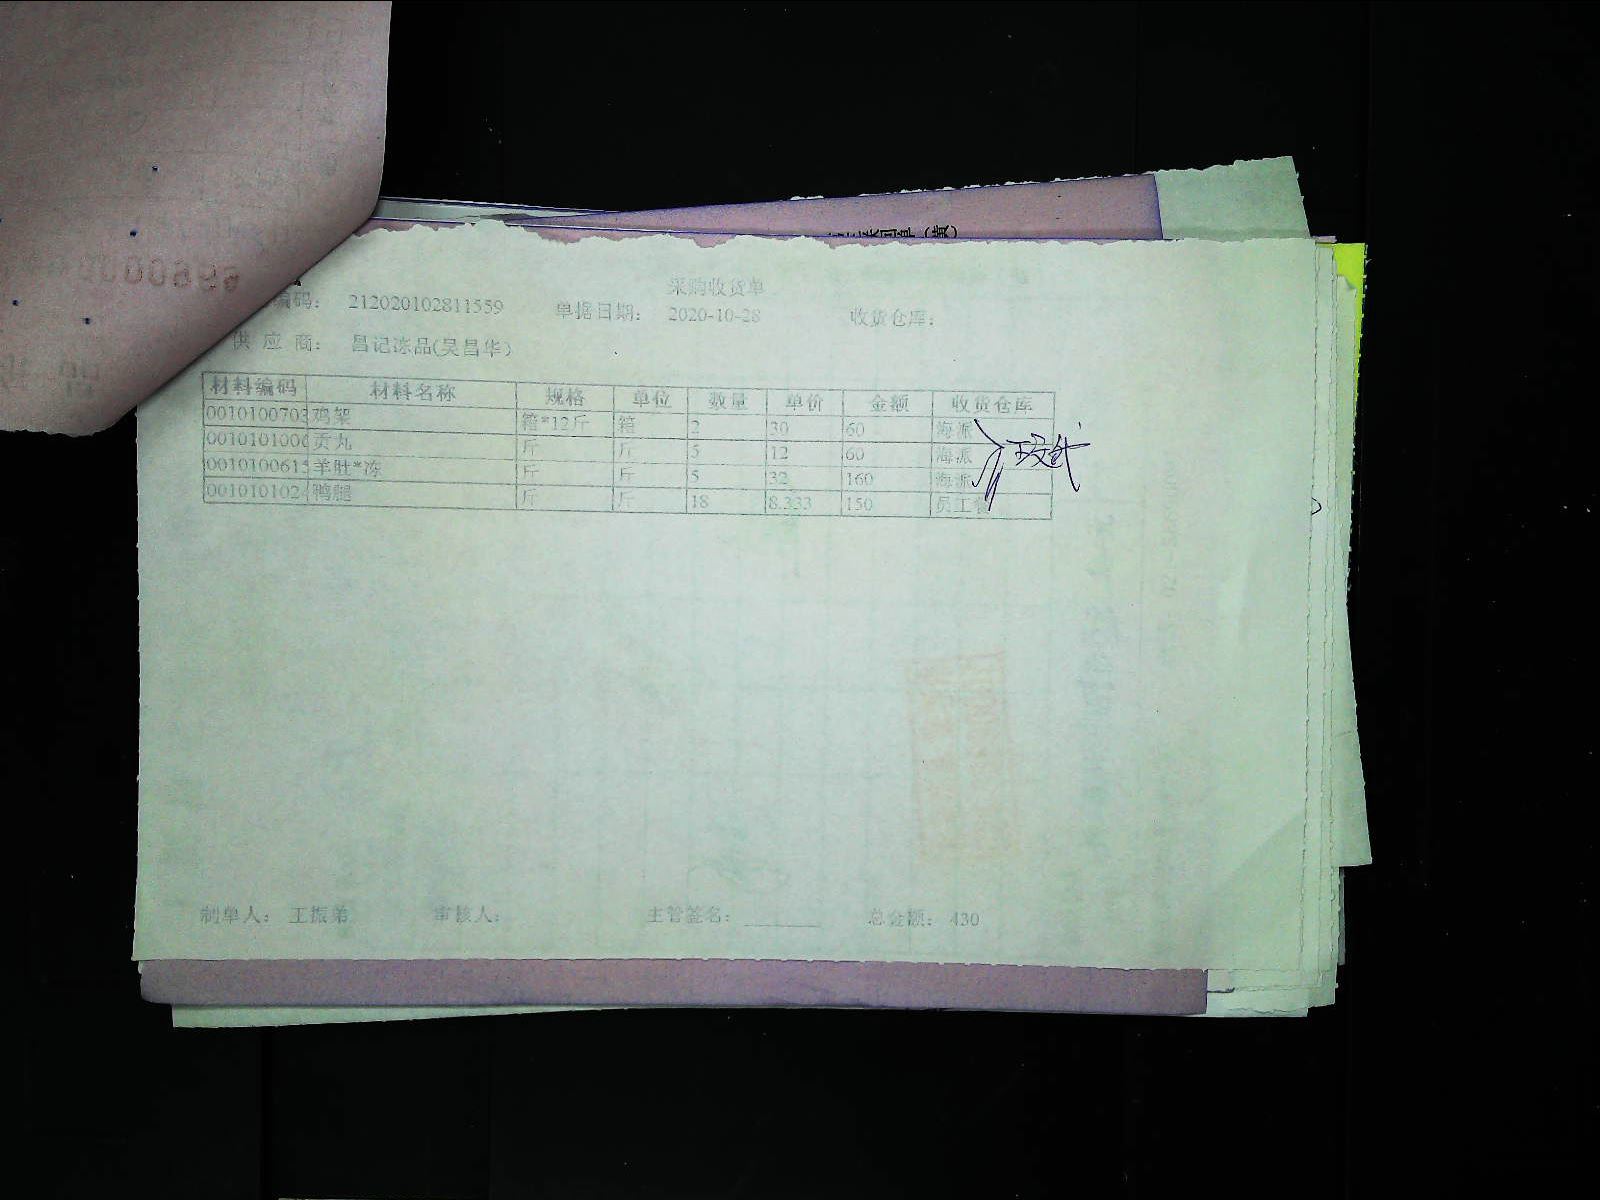 采购收货单
编码： 212020102811559 单据日期： 2020-10-28 收货仓库：
供 应 商： 昌记冻品(吴昌华)
材料编码 材料名称 规格 单位 数量 单价 金额 收货仓库
0010100703 鸡架 箱*12斤 箱 2 30 60 海派
001010100 贡丸 斤 斤 5 12 60 海派
001010061 羊肚*冻 斤 斤 5 32 160 海派
001010102 鸭腿 斤 斤 18 8.333 150 员工餐
制单人： 王振弟 审核人： 主管签名： 总金额： 430